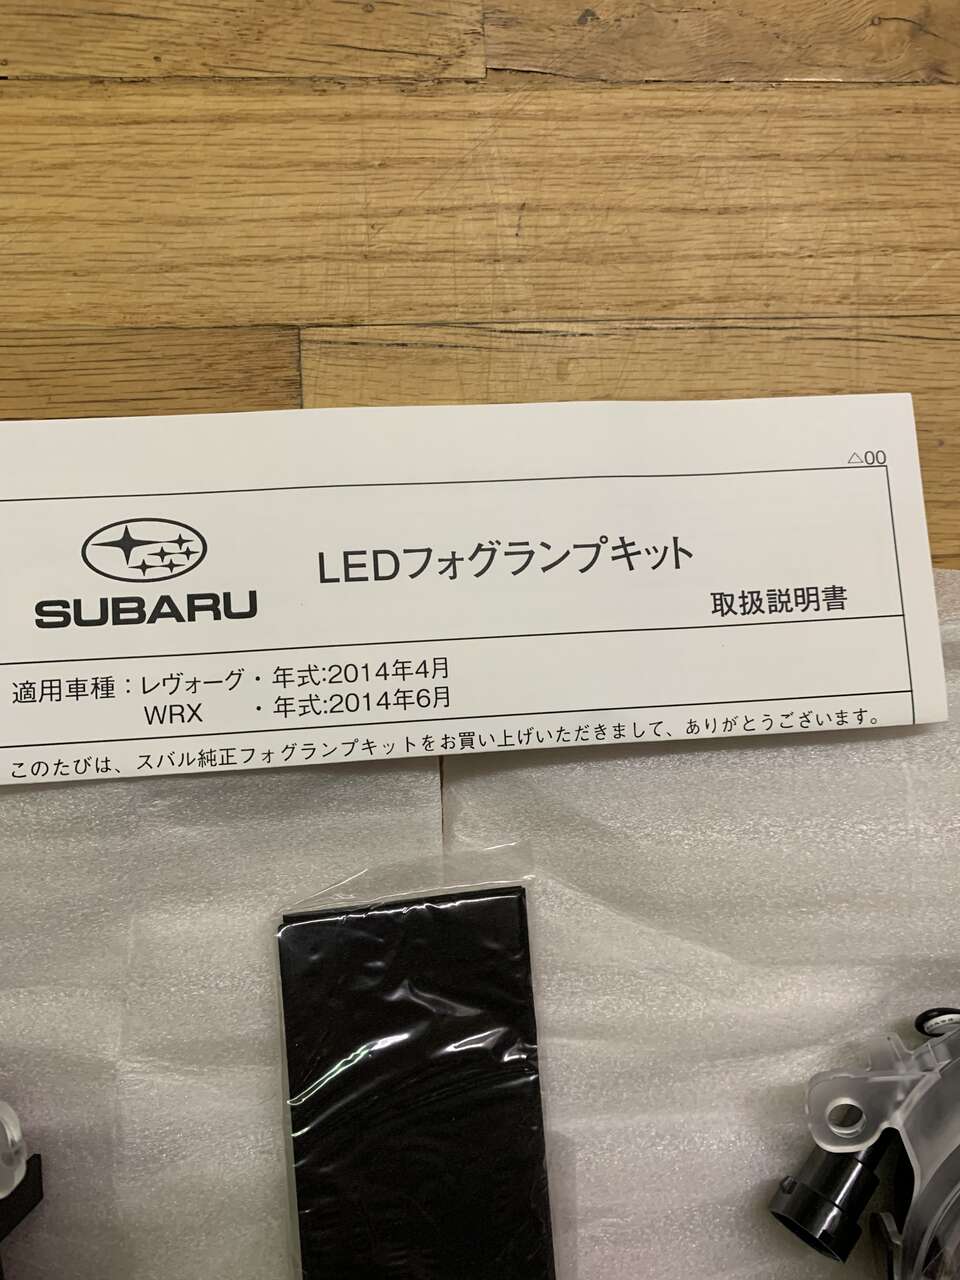 △00
SUBARU
LEDフォグランプキット
取扱説明書
適用車種：レヴォーグ・年式:2014年4月
WRX ・年式:2014年6月
このたびは、スバル純正フォグランプキットをお買い上げいただきまして、ありがとうございます。